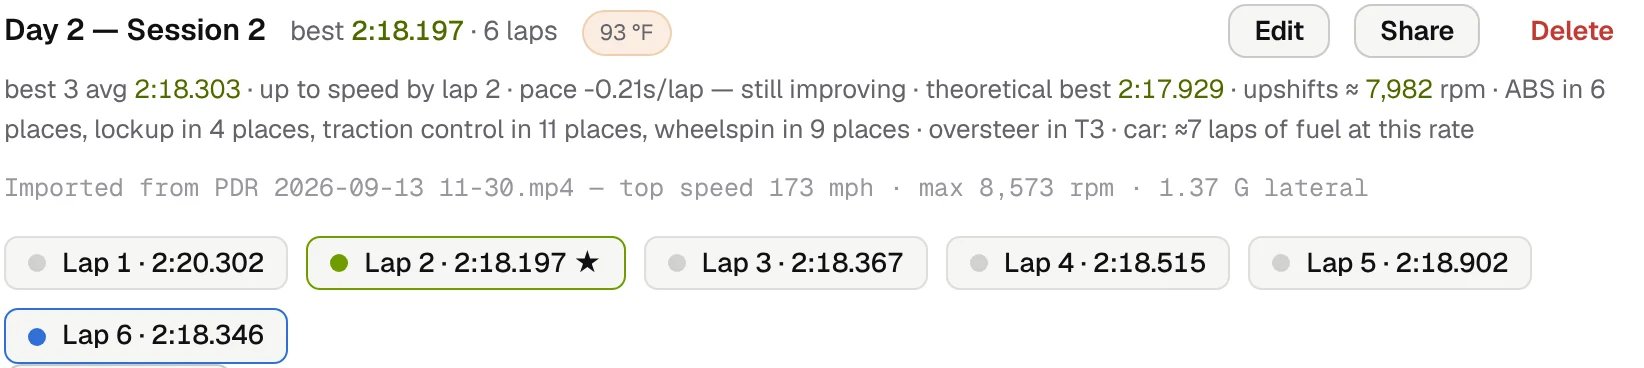 Day 2 — Session 2 best 2:18.197 · 6 laps 93 °F Edit Share Delete
best 3 avg 2:18.303 · up to speed by lap 2 · pace -0.21s/lap — still improving · theoretical best 2:17.929 · upshifts ≈ 7,982 rpm · ABS in 6
places, lockup in 4 places, traction control in 11 places, wheelspin in 9 places · oversteer in T3 · car: ≈7 laps of fuel at this rate
Imported from PDR 2026-09-13 11-30.mp4 — top speed 173 mph · max 8,573 rpm · 1.37 G lateral
Lap 1 · 2:20.302 Lap 2 · 2:18.197 ★ Lap 3 · 2:18.367 Lap 4 · 2:18.515 Lap 5 · 2:18.902
Lap 6 · 2:18.346